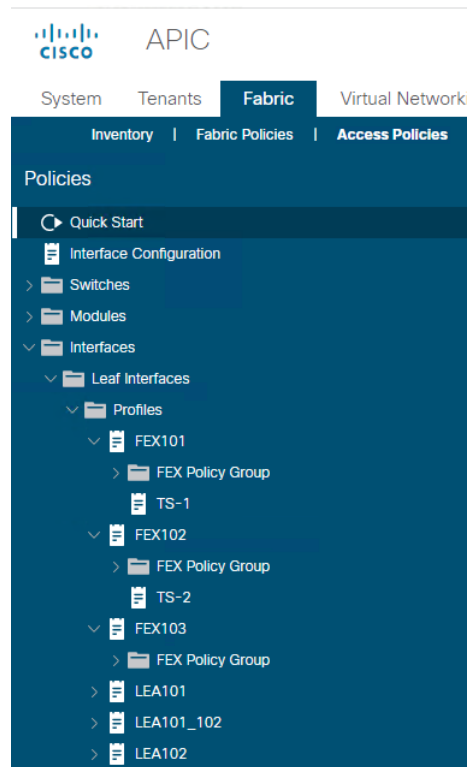 CISCO APIC
System Tenants Fabric Virtual Network
Inventory | Fabric Policies | Access Policies
Policies
Quick Start
Interface Configuration
Switches
Modules
Interfaces
Leaf Interfaces
Profiles
FEX101
FEX Policy Group
TS-1
FEX102
FEX Policy Group
TS-2
FEX103
FEX Policy Group
LEA101
LEA101_102
LEA102